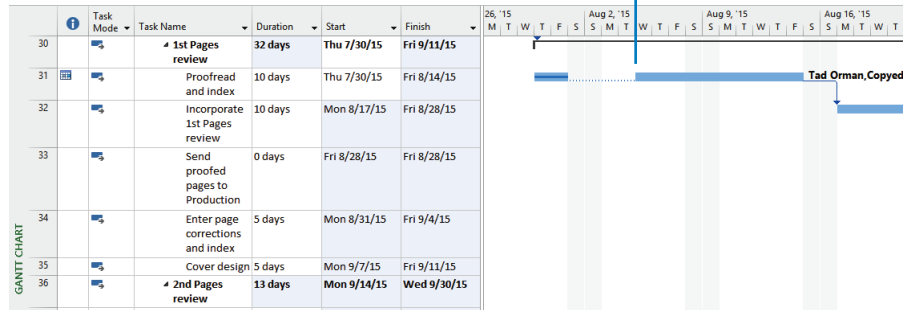 26, '15 Aug 2, '15 Aug 9, '15 Aug 16, '15
Task
Mode Task Name Duration Start Finish M T W T F S S M T W T F S S M T W T F S S M T W T
30 1st Pages
review 32 days Thu 7/30/15 Fri 9/11/15
31 Proofread
and index 10 days Thu 7/30/15 Fri 8/14/15 Tad Orman,Copyed
32 Incorporate
1st Pages
review 10 days Mon 8/17/15 Fri 8/28/15
33 Send
proofed
pages to
Production 0 days Fri 8/28/15 Fri 8/28/15
34 Enter page
corrections
and index 5 days Mon 8/31/15 Fri 9/4/15
35 Cover design 5 days Mon 9/7/15 Fri 9/11/15
36 2nd Pages
review 13 days Mon 9/14/15 Wed 9/30/15
GANTT CHART